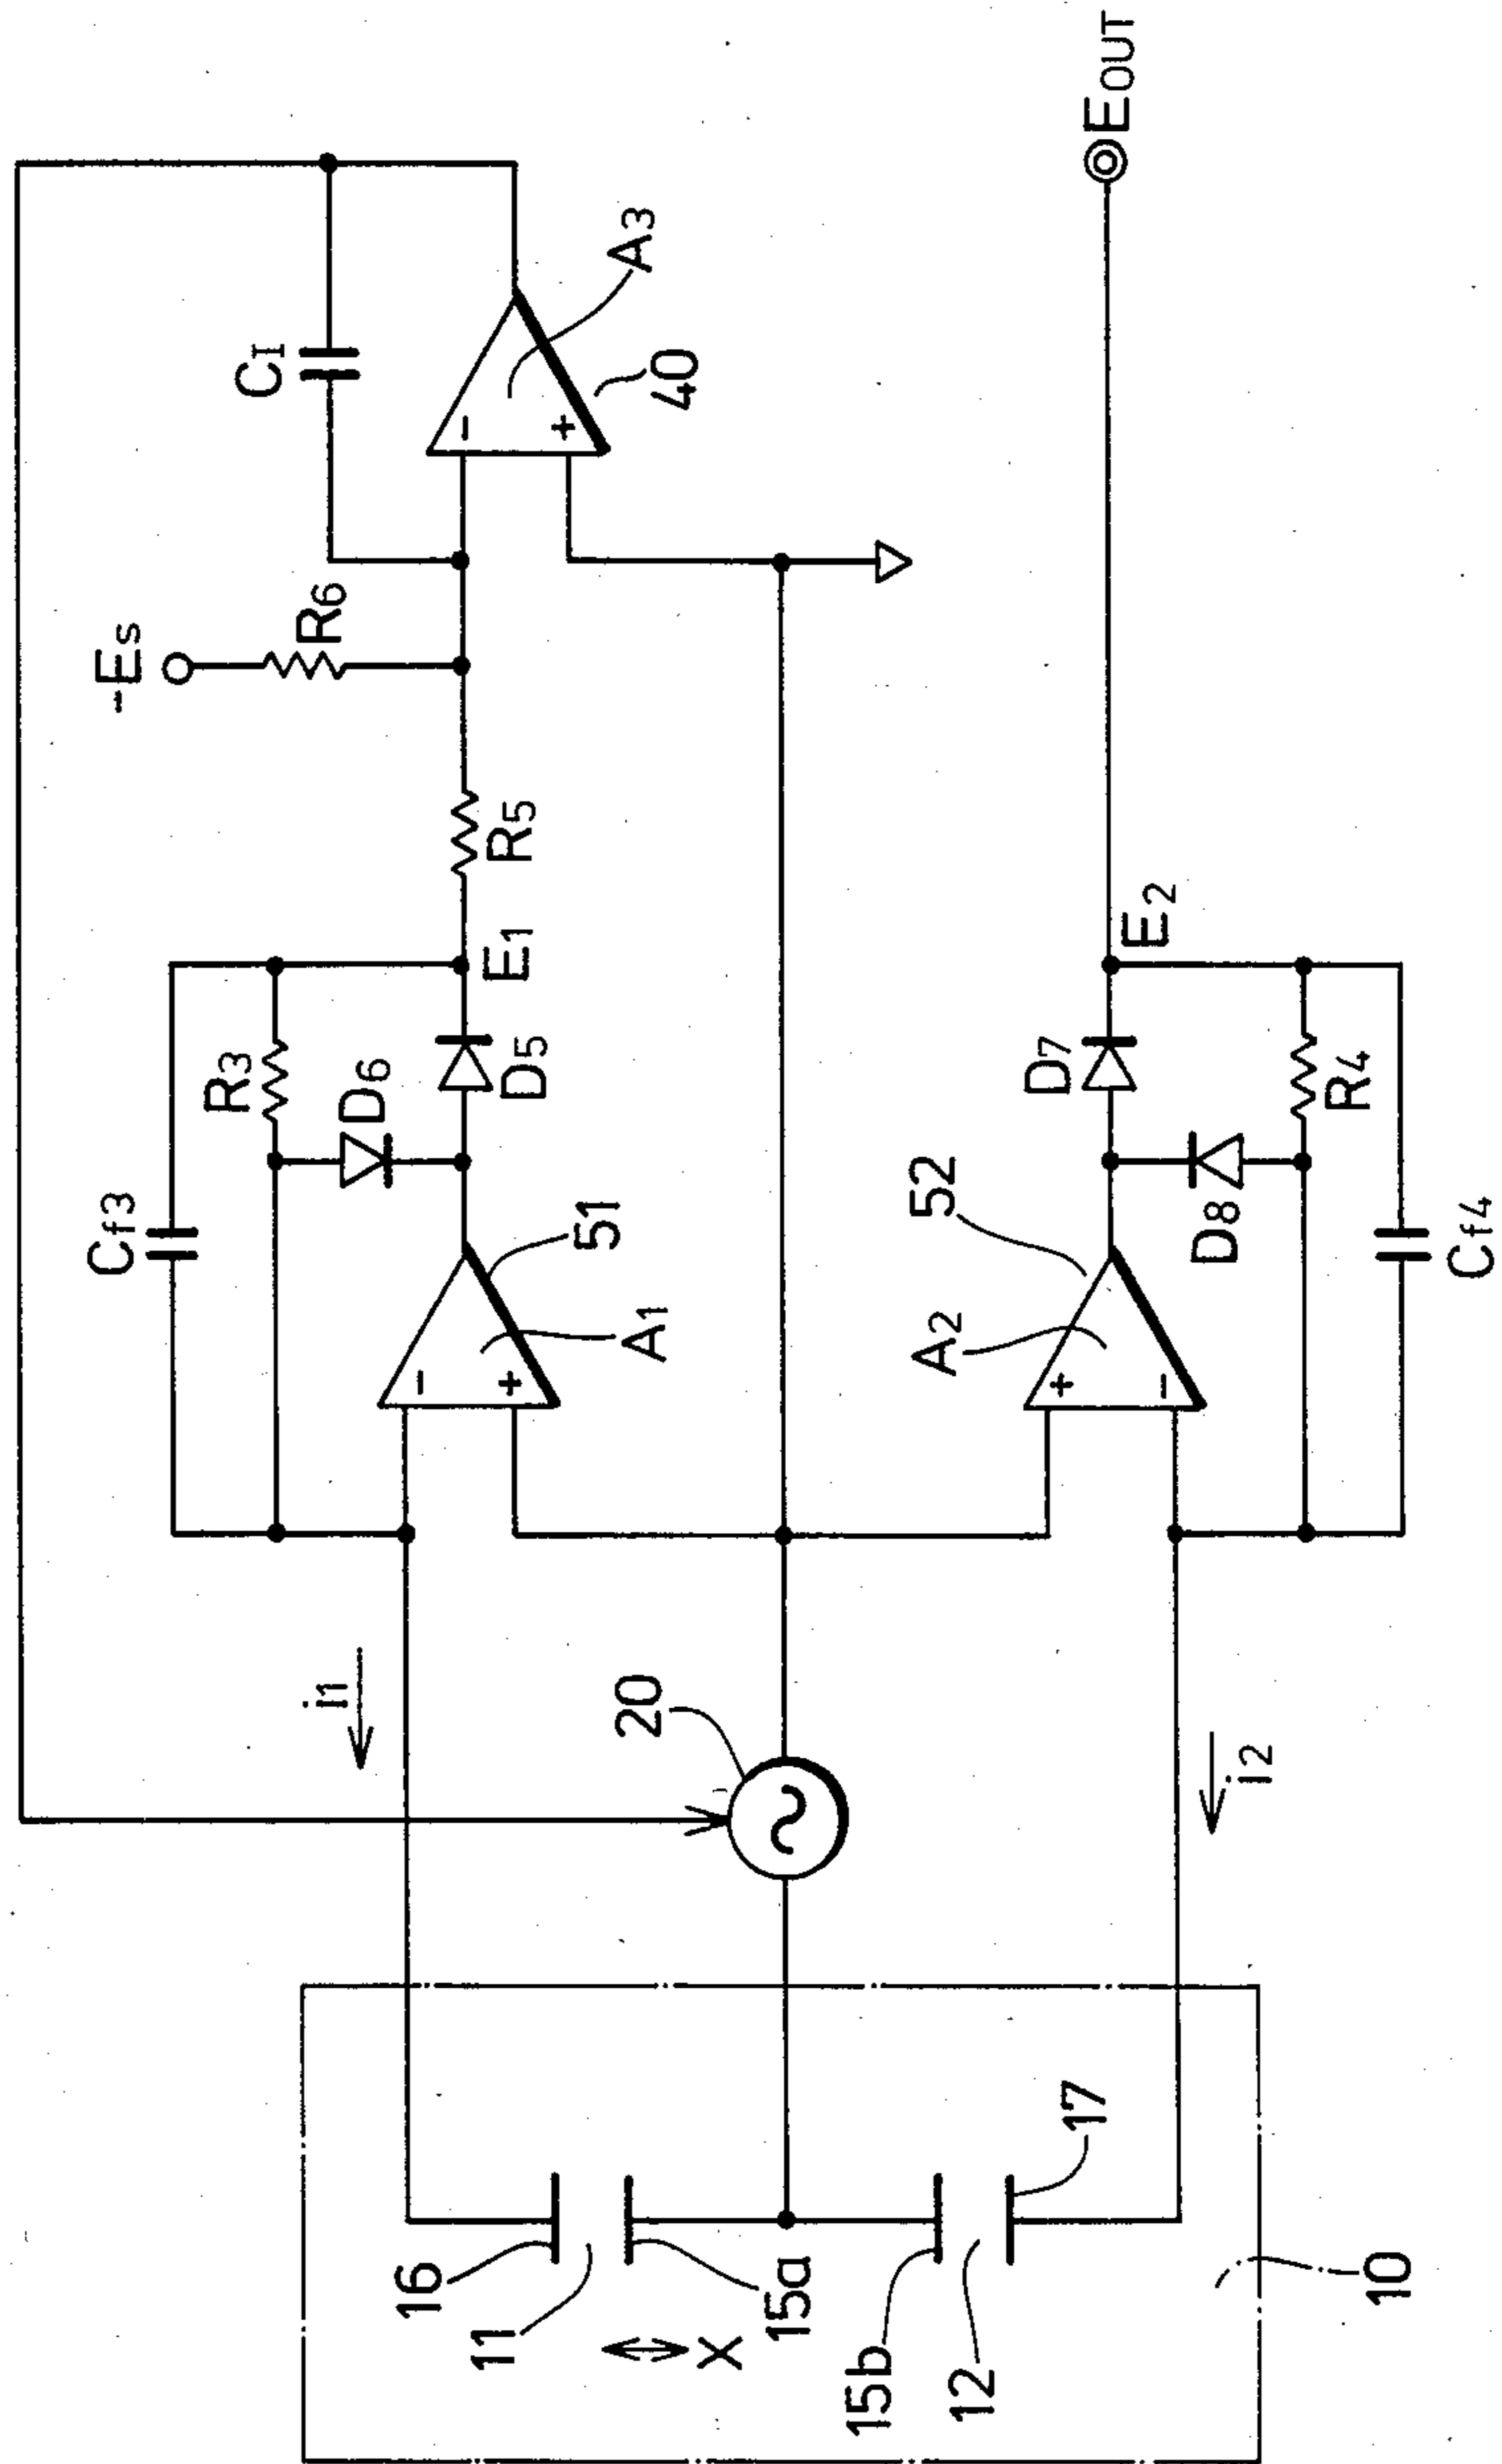 -Es
R6
CI
A3
40
Cf3
R3
D6
D5
E1
R5
51
A1
i1
20
16
11
X
15a
15b
12
17
10
i2
52
A2
D7
D8
R4
Cf4
E2
EOUT
-
+
-
+
+
-